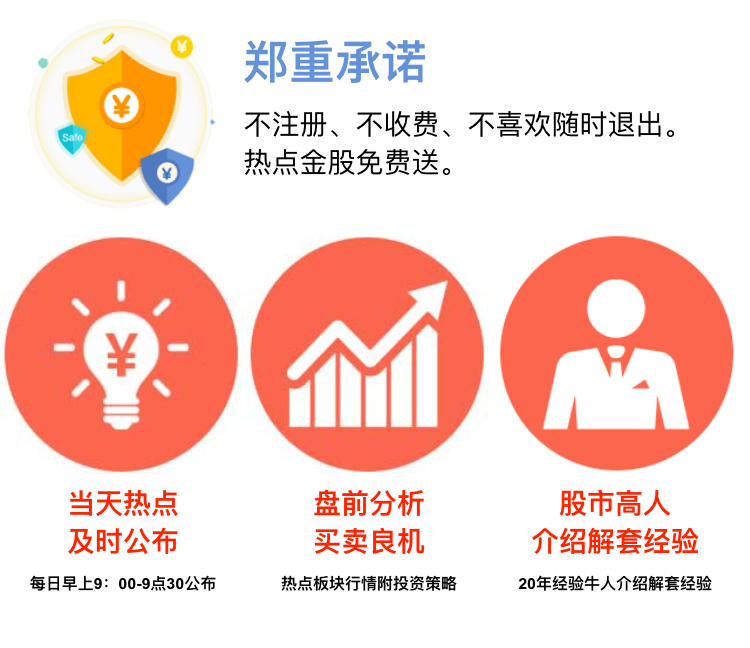 郑重承诺
不注册、不收费、不喜欢随时退出。
热点金股免费送。
Safe
当天热点
及时公布
每日早上9：00-9点30公布
盘前分析
买卖良机
热点板块行情附投资策略
股市高人
介绍解套经验
20年经验牛人介绍解套经验